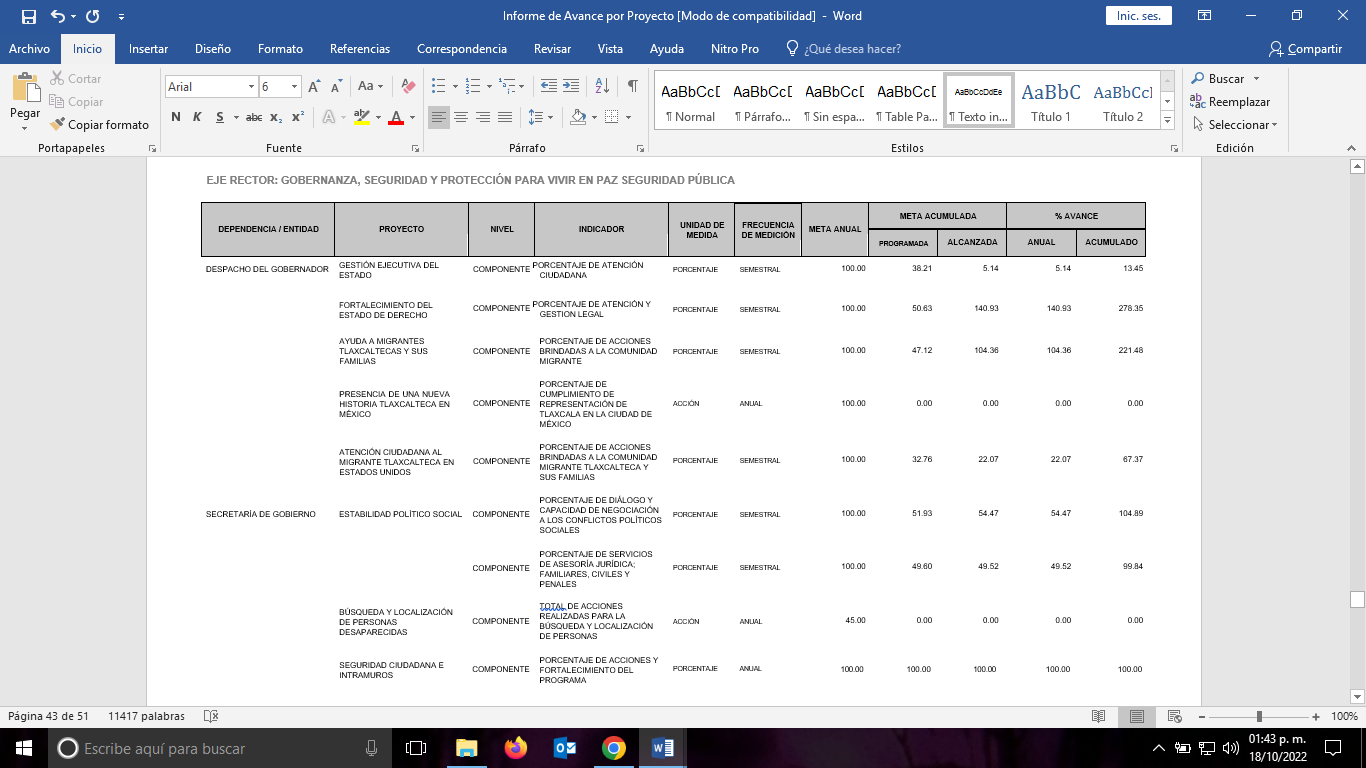 Informe de Avance por Proyecto [Modo de compatibilidad] - Word
Inic. ses.
Archivo Inicio Insertar Diseño Formato Referencias Correspondencia Revisar Vista Ayuda Nitro Pro ¿Qué desea hacer? Compartir
Pegar
Cortar
Copiar
Copiar formato
Portapapeles
Arial 6
N K S abc x₂ x²
Fuente
Párrafo
AaBbCcI AaBbCcI AaBbCcI AaBbCcI AaBbCcDdEe AaBbC AaBbCcI
¶ Normal ¶ Párrafo... ¶ Sin espa... ¶ Table Pa... ¶ Texto in... Título 1 Título 2
Estilos
Buscar
Reemplazar
Seleccionar
Edición
EJE RECTOR: GOBERNANZA, SEGURIDAD Y PROTECCIÓN PARA VIVIR EN PAZ SEGURIDAD PÚBLICA
DEPENDENCIA / ENTIDAD
PROYECTO
NIVEL
INDICADOR
UNIDAD DE
MEDIDA
FRECUENCIA
DE MEDICIÓN
META ANUAL
META ACUMULADA
PROGRAMADA ALCANZADA
% AVANCE
ANUAL ACUMULADO
DESPACHO DEL GOBERNADOR
GESTIÓN EJECUTIVA DEL
ESTADO
COMPONENTE
PORCENTAJE DE ATENCIÓN
CIUDADANA
PORCENTAJE SEMESTRAL 100.00 38.21 5.14 5.14 13.45
FORTALECIMIENTO DEL
ESTADO DE DERECHO
COMPONENTE
PORCENTAJE DE ATENCIÓN Y
GESTION LEGAL
PORCENTAJE SEMESTRAL 100.00 50.63 140.93 140.93 278.35
AYUDA A MIGRANTES
TLAXCALTECAS Y SUS
FAMILIAS
COMPONENTE
PORCENTAJE DE ACCIONES
BRINDADAS A LA COMUNIDAD
MIGRANTE
PORCENTAJE SEMESTRAL 100.00 47.12 104.36 104.36 221.48
PRESENCIA DE UNA NUEVA
HISTORIA TLAXCALTECA EN
MÉXICO
COMPONENTE
PORCENTAJE DE
CUMPLIMIENTO DE
REPRESENTACIÓN DE
TLAXCALA EN LA CIUDAD DE
MÉXICO
ACCIÓN ANUAL 100.00 0.00 0.00 0.00 0.00
ATENCIÓN CIUDADANA AL
MIGRANTE TLAXCALTECA EN
ESTADOS UNIDOS
COMPONENTE
PORCENTAJE DE ACCIONES
BRINDADAS A LA COMUNIDAD
MIGRANTE TLAXCALTECA Y
SUS FAMILIAS
PORCENTAJE SEMESTRAL 100.00 32.76 22.07 22.07 67.37
SECRETARÍA DE GOBIERNO
ESTABILIDAD POLÍTICO SOCIAL
COMPONENTE
PORCENTAJE DE DIÁLOGO Y
CAPACIDAD DE NEGOCIACIÓN
A LOS CONFLICTOS POLÍTICOS
SOCIALES
PORCENTAJE SEMESTRAL 100.00 51.93 54.47 54.47 104.89
COMPONENTE
PORCENTAJE DE SERVICIOS
DE ASESORÍA JURÍDICA;
FAMILIARES, CIVILES Y
PENALES
PORCENTAJE SEMESTRAL 100.00 49.60 49.52 49.52 99.84
BÚSQUEDA Y LOCALIZACIÓN
DE PERSONAS
DESAPARECIDAS
COMPONENTE
TOTAL DE ACCIONES
REALIZADAS PARA LA
BÚSQUEDA Y LOCALIZACIÓN
DE PERSONAS
ACCIÓN ANUAL 45.00 0.00 0.00 0.00 0.00
SEGURIDAD CIUDADANA E
INTRAMUROS
COMPONENTE
PORCENTAJE DE ACCIONES Y
FORTALECIMIENTO DEL
PROGRAMA
PORCENTAJE ANUAL 100.00 100.00 100.00 100.00 100.00
Página 43 de 51 11417 palabras
100%
Escribe aquí para buscar
01:43 p. m.
18/10/2022